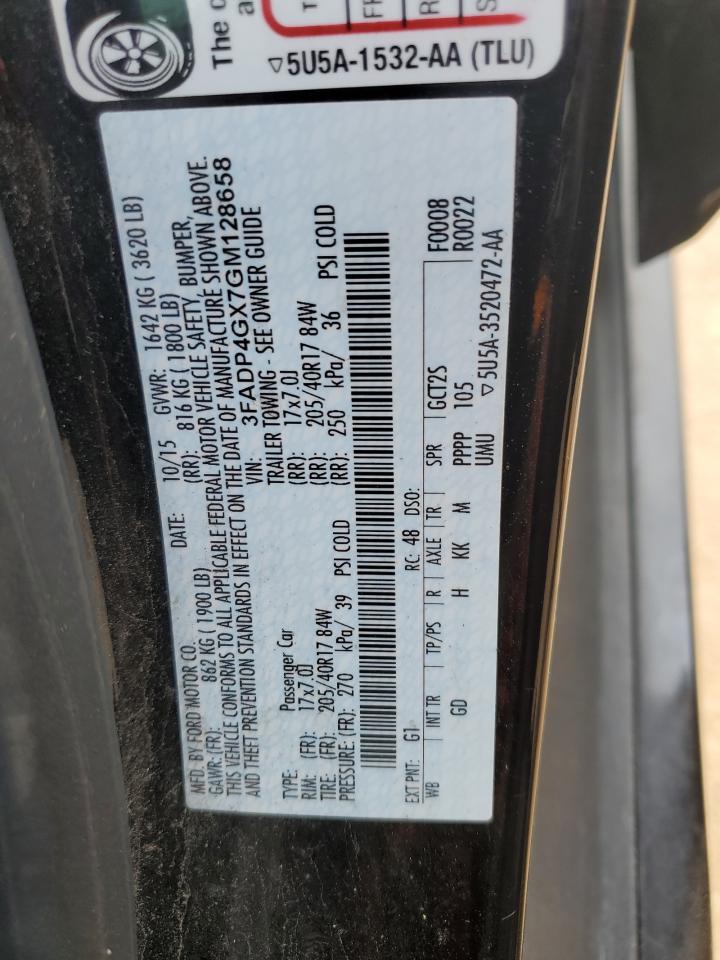 The c
a
T
FR
R
S
▽5U5A-1532-AA (TLU)
MFD. BY FORD MOTOR CO. DATE: 10/15 GVWR: 1642 KG ( 3620 LB)
GAWR:(FR): 862 KG ( 1900 LB) (RR): 816 KG ( 1800 LB)
THIS VEHICLE CONFORMS TO ALL APPLICABLE FEDERAL MOTOR VEHICLE SAFETY, BUMPER,
AND THEFT PREVENTION STANDARDS IN EFFECT ON THE DATE OF MANUFACTURE SHOWN ABOVE.
VIN: 3FADP4GX7GM128658
TYPE: Passenger Car TRAILER TOWING - SEE OWNER GUIDE
RIM: (FR): 17x7.0J (RR): 17x7.0J
TIRE: (FR): 205/40R17 84W (RR): 205/40R17 84W
PRESSURE:(FR): 270 kPa/ 39 PSI COLD (RR): 250 kPa/ 36 PSI COLD
EXT PNT: G1 RC: 48 DSO: F0008
WB INT TR TP/PS R AXLE TR SPR GCT2S R0022
GD H KK M PPPP 105
UMU ▽5U5A-3520472-AA